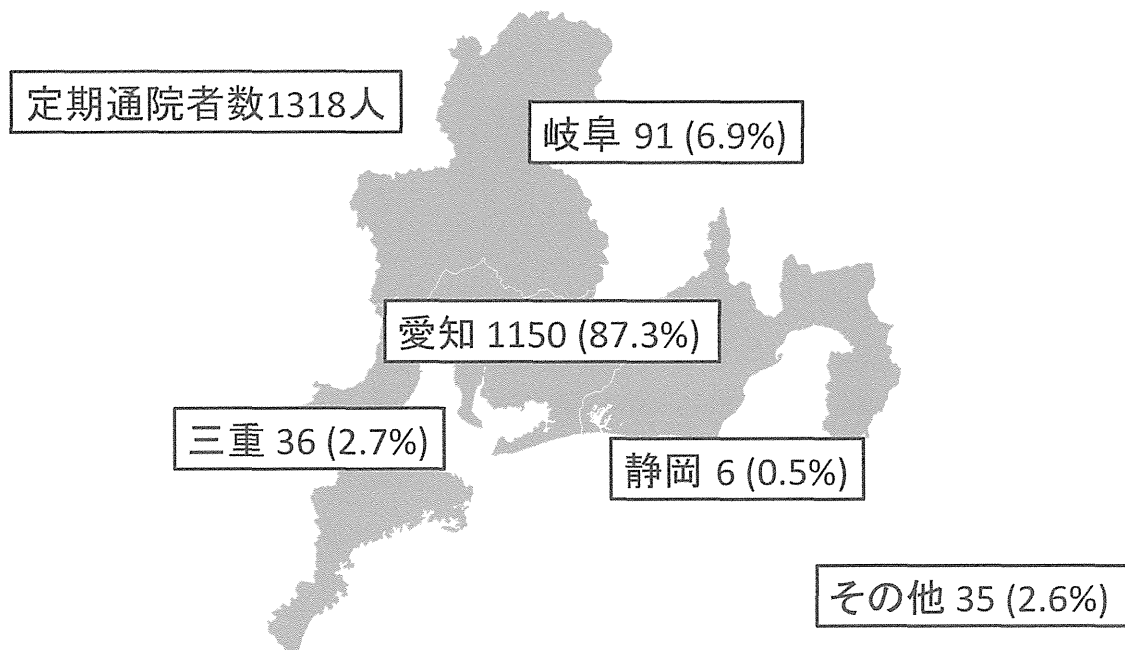 定期通院者数1318人
岐阜 91 (6.9%)
愛知 1150 (87.3%)
三重 36 (2.7%)
静岡 6 (0.5%)
その他 35 (2.6%)